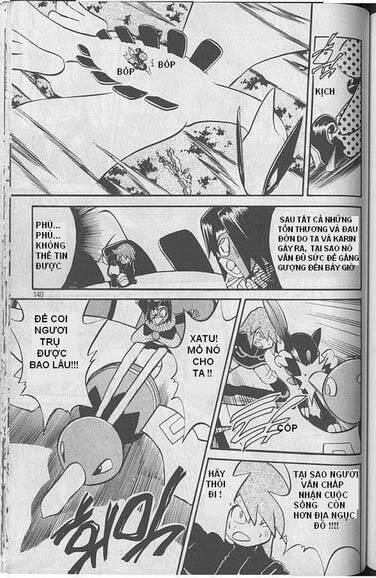 BỐP
BỐP
KỊCH
SAU TẤT CẢ NHỮNG
TỔN THƯƠNG VÀ ĐAU
ĐỚN DO TA VÀ KARIN
GÂY RA, TẠI SAO NÓ
VẪN ĐỦ SỨC ĐỂ GẮNG
GƯỢNG ĐẾN BÂY GIỜ
PHÙ...
PHÙ...
KHÔNG
THỂ TIN
ĐƯỢC
140
CỐP
XATU!
MỔ NÓ
CHO
TA !!
ĐỂ COI
NGƯƠI
TRỤ
ĐƯỢC
BAO LÂU!!!
TẠI SAO NGƯỜI
VẪN CHẤP
NHẬN CUỘC
SỐNG CÒN
HƠN ĐỊA NGỤC
ĐÓ !!!!
HÃY
THÔI
ĐI !